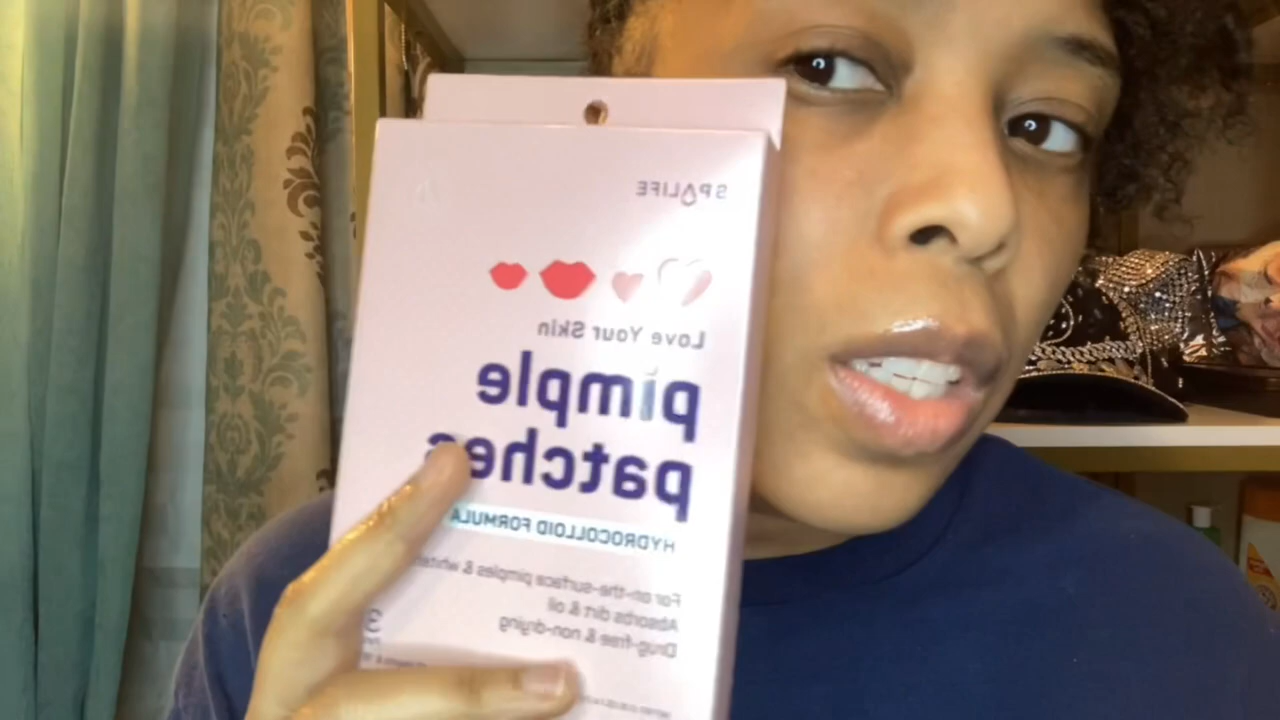 SPALIFE
Love Your Skin
pimple
patches
HYDROCOLLOID FORMULA
For on-the-surface pimples &
Absorbs dirt & oil
Drug-free & non-drying